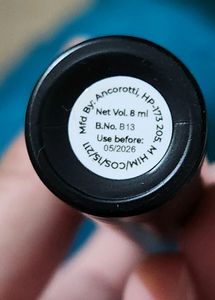 Mfd By: Ancorotti, HP-173 205. M HIM/COS/15/211
Net Vol. 8 ml
B.No. B13
Use before:
05/2026